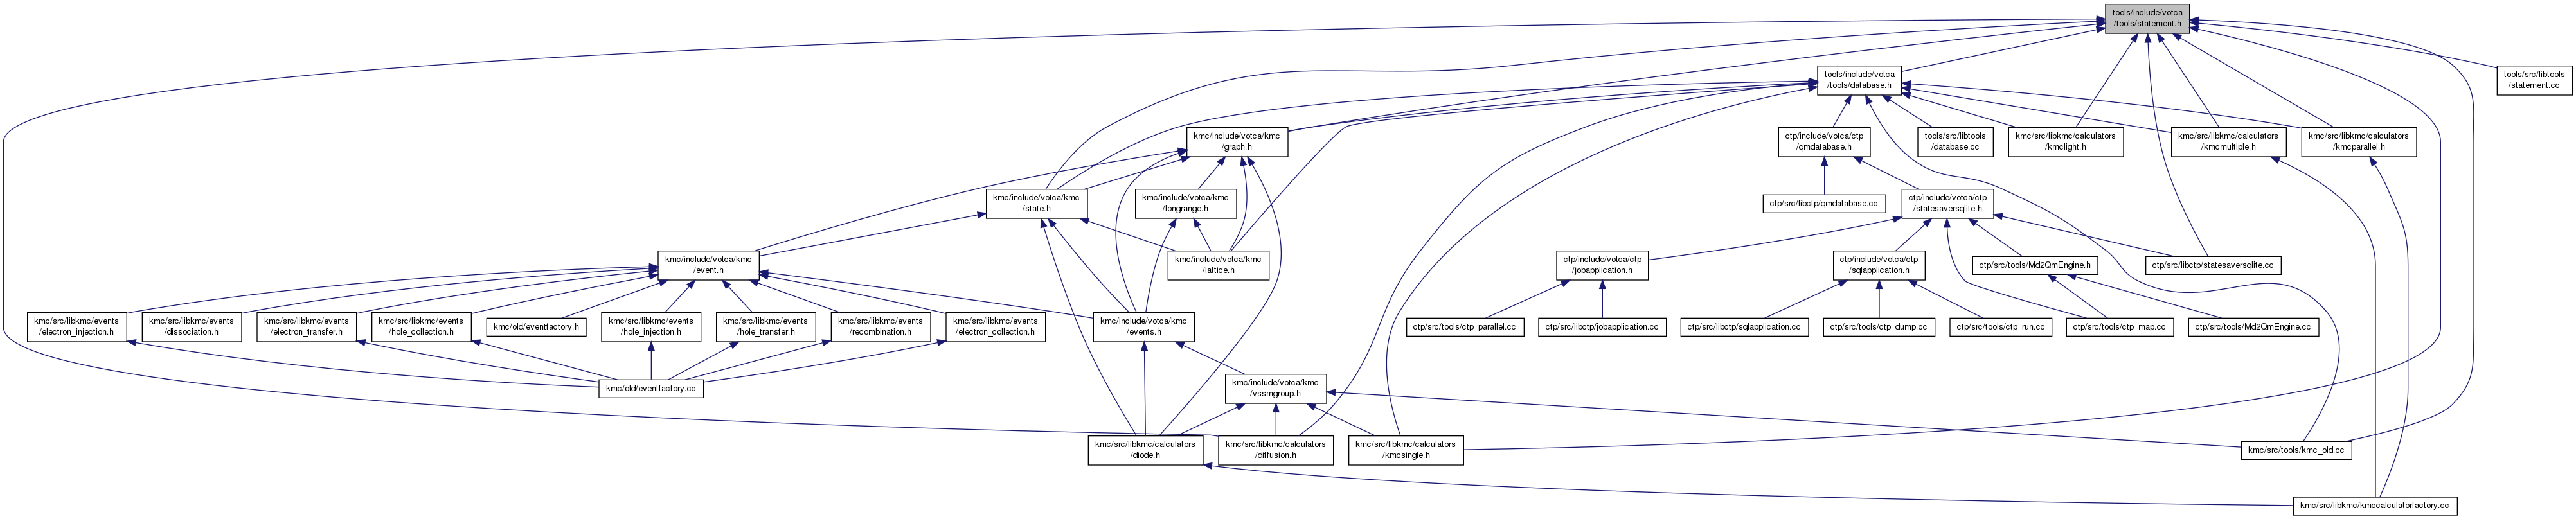 tools/include/votca
/tools/statement.h
tools/include/votca
/tools/database.h
tools/src/libtools
/statement.cc
kmc/include/votca/kmc
/graph.h
ctp/include/votca/ctp
/qmdatabase.h
tools/src/libtools
/database.cc
kmc/src/libkmc/calculators
/kmclight.h
kmc/src/libkmc/calculators
/kmcmultiple.h
kmc/src/libkmc/calculators
/kmcparallel.h
kmc/include/votca/kmc
/state.h
kmc/include/votca/kmc
/longrange.h
ctp/src/libctp/qmdatabase.cc
ctp/include/votca/ctp
/statesaversqlite.h
kmc/include/votca/kmc
/event.h
kmc/include/votca/kmc
/lattice.h
ctp/include/votca/ctp
/jobapplication.h
ctp/include/votca/ctp
/sqlapplication.h
ctp/src/tools/Md2QmEngine.h
ctp/src/libctp/statesaversqlite.cc
kmc/src/libkmc/events
/electron_injection.h
kmc/src/libkmc/events
/dissociation.h
kmc/src/libkmc/events
/electron_transfer.h
kmc/src/libkmc/events
/hole_collection.h
kmc/old/eventfactory.h
kmc/src/libkmc/events
/hole_injection.h
kmc/src/libkmc/events
/hole_transfer.h
kmc/src/libkmc/events
/recombination.h
kmc/src/libkmc/events
/electron_collection.h
kmc/include/votca/kmc
/events.h
ctp/src/tools/ctp_parallel.cc
ctp/src/libctp/jobapplication.cc
ctp/src/libctp/sqlapplication.cc
ctp/src/tools/ctp_dump.cc
ctp/src/tools/ctp_run.cc
ctp/src/tools/ctp_map.cc
ctp/src/tools/Md2QmEngine.cc
kmc/old/eventfactory.cc
kmc/include/votca/kmc
/vssmgroup.h
kmc/src/libkmc/calculators
/diode.h
kmc/src/libkmc/calculators
/diffusion.h
kmc/src/libkmc/calculators
/kmcsingle.h
kmc/src/tools/kmc_old.cc
kmc/src/libkmc/kmccalculatorfactory.cc